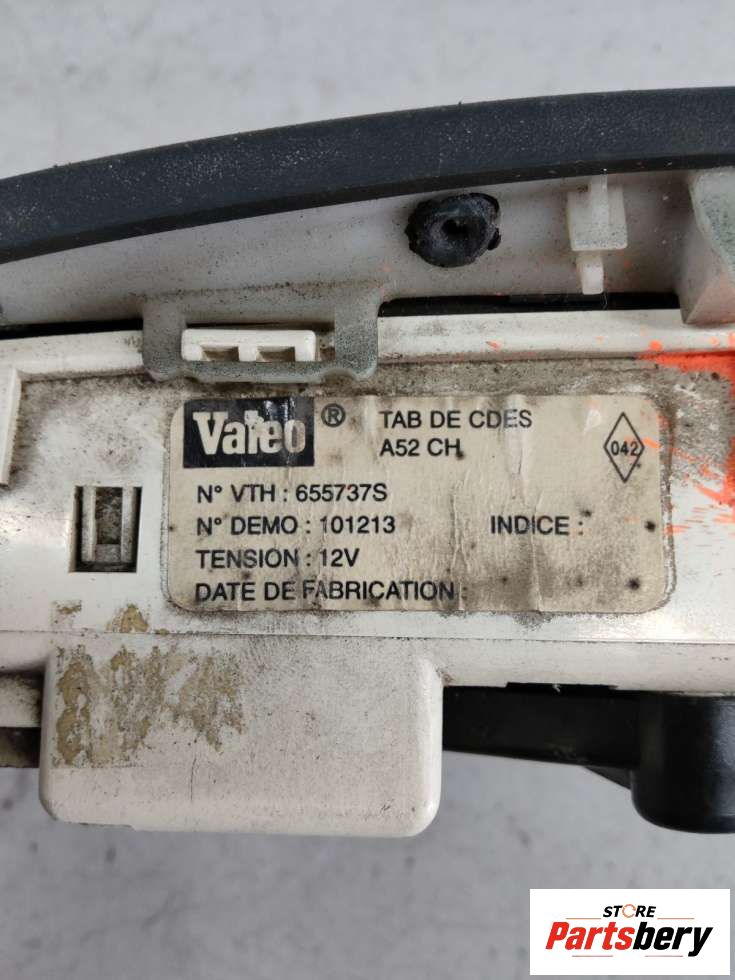 Valeo® TAB DE CDES
A52 CH
042
N° VTH : 655737S
N° DEMO : 101213 INDICE :
TENSION : 12V
DATE DE FABRICATION :
STORE
Partsbery